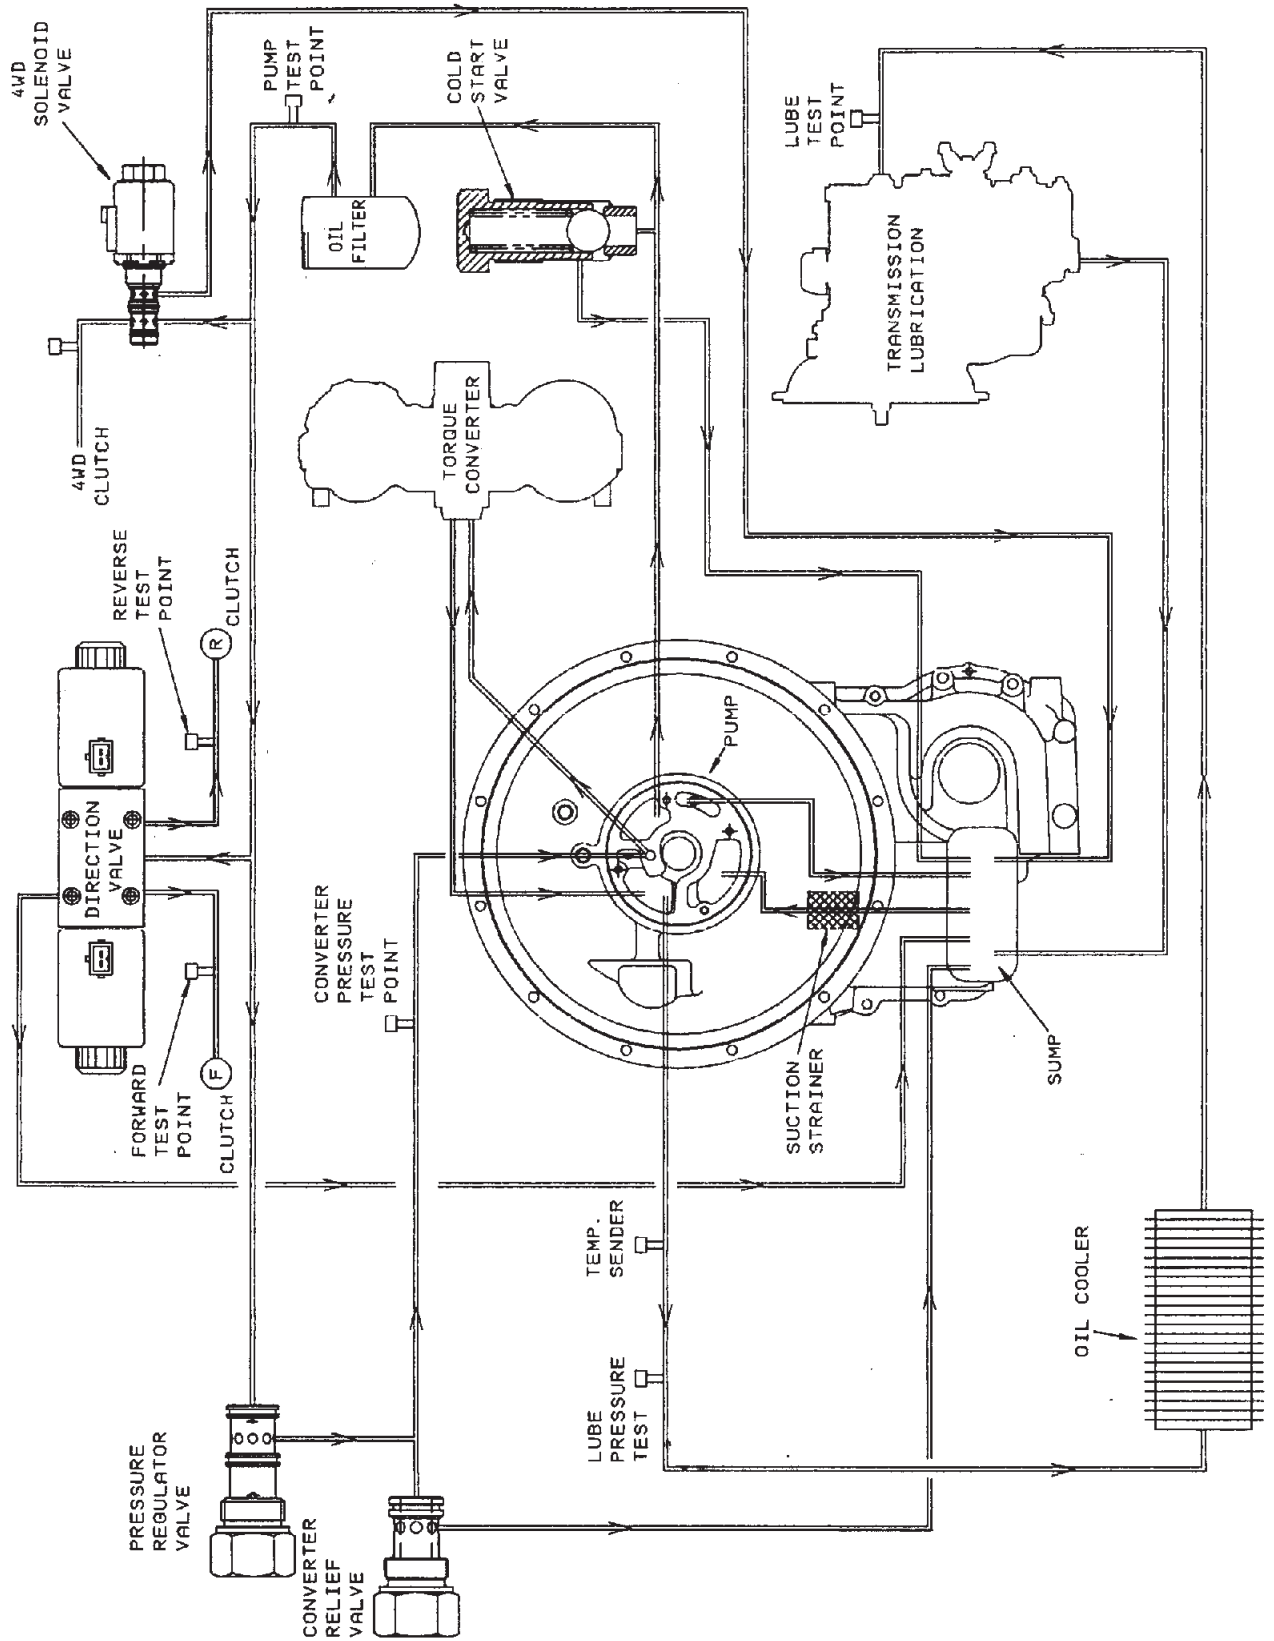 4WD
SOLENOID
VALVE
PUMP
TEST
POINT
COLD
START
VALVE
LUBE
TEST
POINT
OIL
FILTER
TRANSMISSION
LUBRICATION
4WD
CLUTCH
TORQUE
CONVERTER
REVERSE
TEST
POINT
R
CLUTCH
DIRECTION
VALVE
PUMP
CONVERTER
PRESSURE
TEST
POINT
FORWARD
TEST
POINT
F
CLUTCH
SUCTION
STRAINER
SUMP
TEMP.
SENDER
OIL COOLER
LUBE
PRESSURE
TEST
PRESSURE
REQULATOR
VALVE
CONVERTER
RELIEF
VALVE